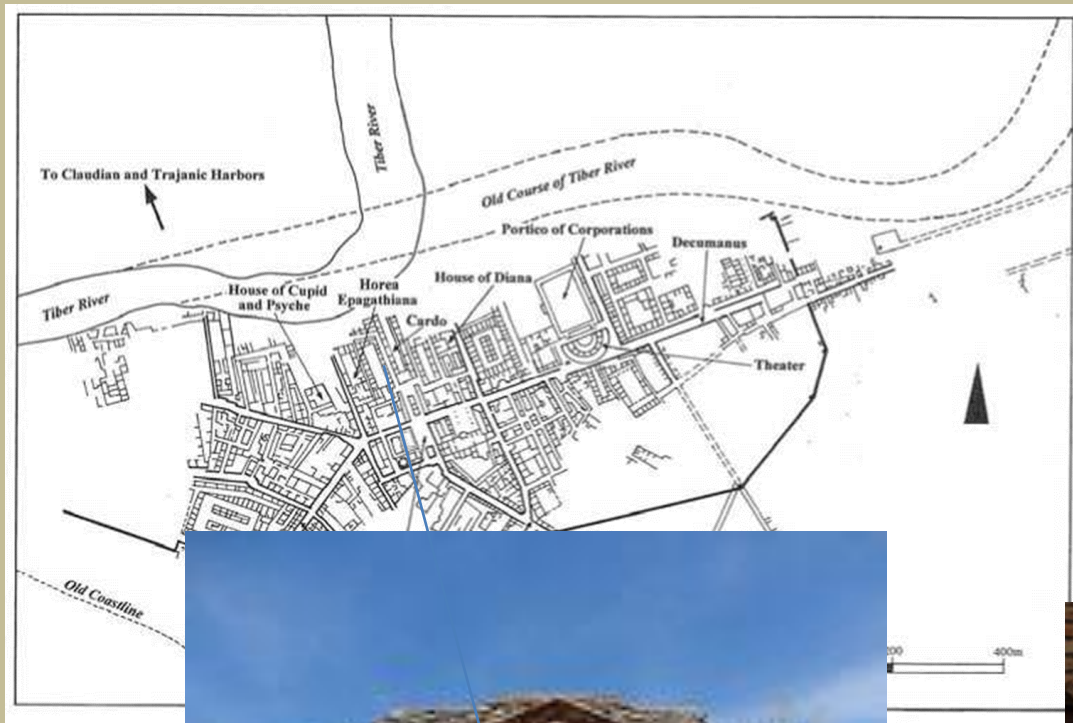 Tiber River
To Claudian and Trajanic Harbors
Old Course of Tiber River
Portico of Corporations
Decumanus
House of Diana
Horea
Epagathiana
House of Cupid
and Psyche
Tiber River
Cardo
Theater
Old Coastline
400m